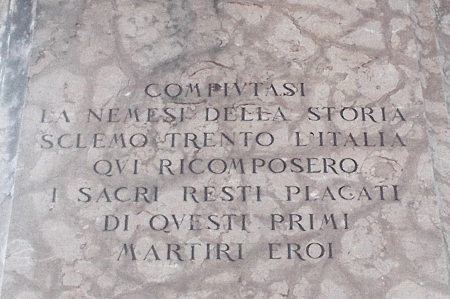 COMPIVTASI
LA NEMESI DELLA STORIA
SCLEMO TRENTO L'ITALIA
QVI RICOMPOSERO
I SACRI RESTI PLACATI
DI QVESTI PRIMI
MARTIRI EROI